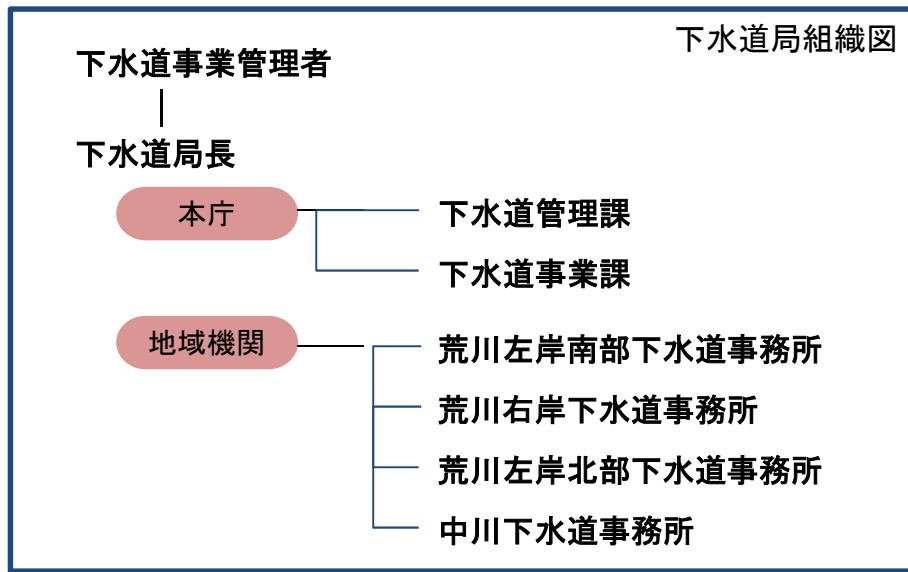 下水道局組織図
下水道事業管理者
下水道局長
本庁
下水道管理課
下水道事業課
地域機関
荒川左岸南部下水道事務所
荒川右岸下水道事務所
荒川左岸北部下水道事務所
中川下水道事務所